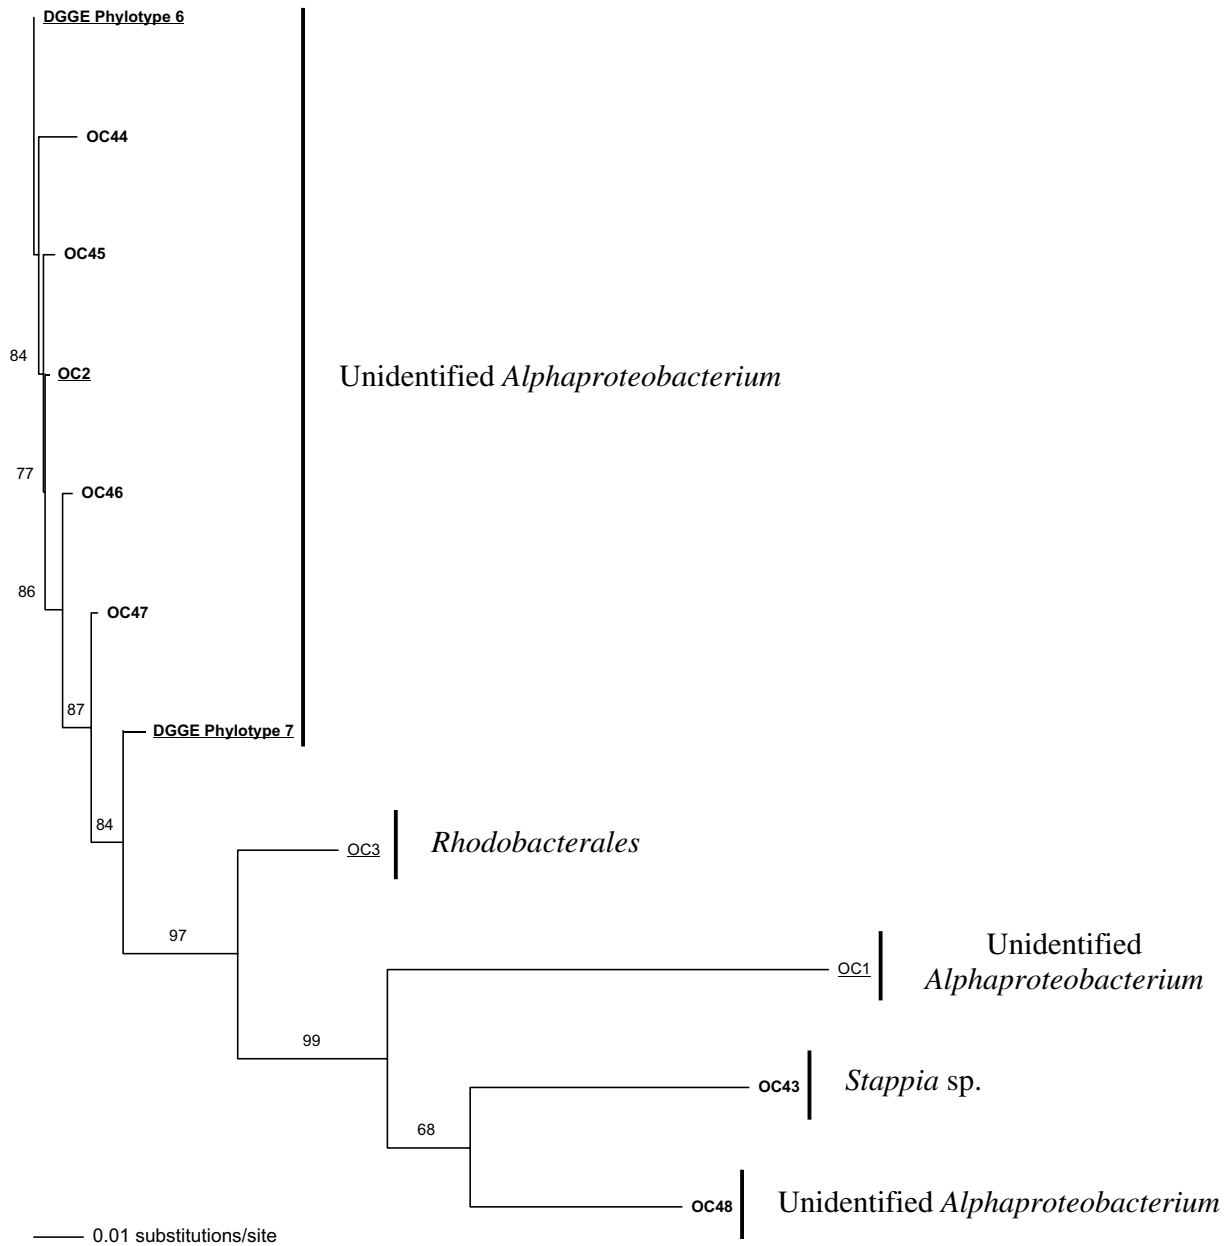 DGGE Phylotype 6
OC44
OC45
84
OC2
Unidentified Alphaproteobacterium
77
OC46
86
OC47
87
DGGE Phylotype 7
84
OC3
Rhodobacterales
97
Unidentified
Alphaproteobacterium
OC1
99
OC43
Stappia sp.
68
OC48
Unidentified Alphaproteobacterium
0.01 substitutions/site